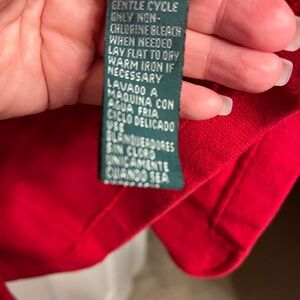 GENTLE CYCLE
ONLY NON-
CHLORINE BLEACH
WHEN NEEDED
LAY FLAT TO DRY
WARM IRON IF
NECESSARY
LAVADO A
MAQUINA CON
AGUA FRIA
CICLO DELICADO
USE
BLANQUEADORES
SIN CLORO
UNICAMENTE
CUANDO SEA